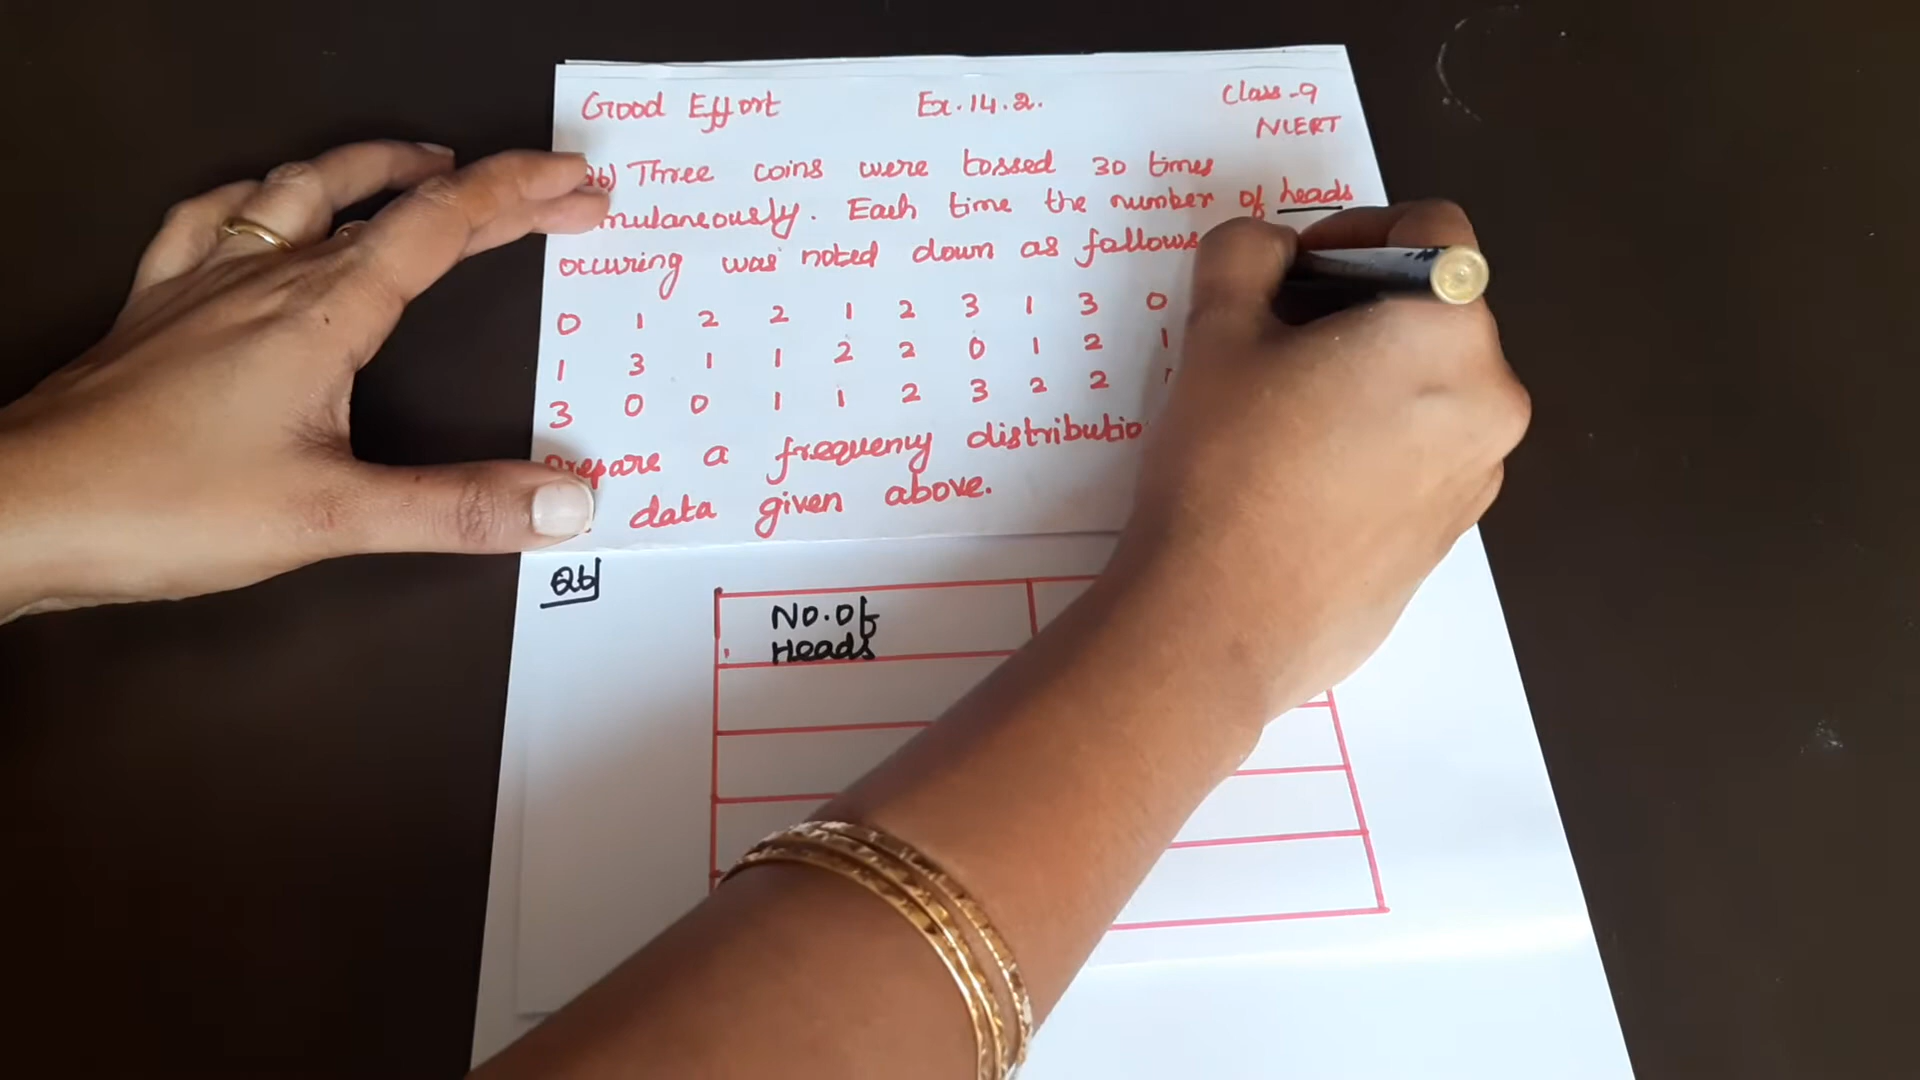 Good Effort Ex.14.2. Class-9
NCERT
Three coins were tossed 30 times
mulaneously. Each time the number of heads
occuring was noted down as follows
0 1 2 2 1 2 3 1 3 0
1 3 1 1 2 2 0 1 2 1
3 0 0 1 1 2 3 2 2
prepare a frequency distributio
data given above.
Q6)
No. of
Heads